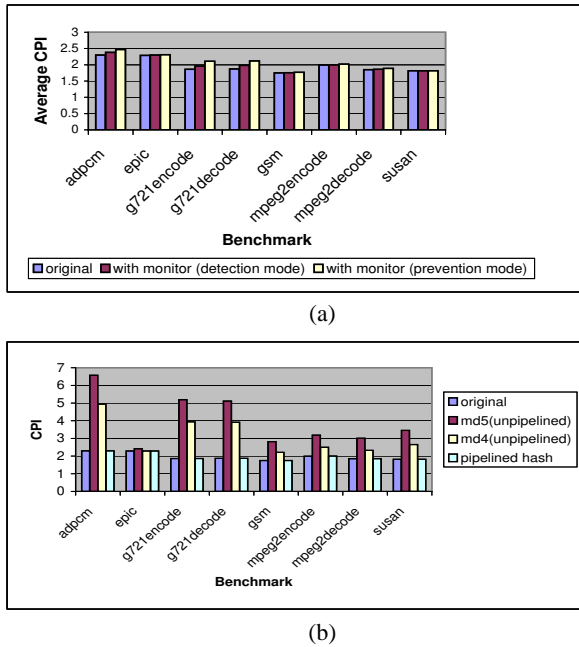 3
2.5
2
1.5
1
0.5
0
Average CPI
adpcm
epic
g721encode
g721decode
gsm
mpeg2encode
mpeg2decode
susan
Benchmark
original with monitor (detection mode) with monitor (prevention mode)
(a)
7
6
5
4
3
2
1
0
CPI
adpcm
epic
g721encode
g721decode
gsm
mpeg2encode
mpeg2decode
susan
Benchmark
original
md5(unpipelined)
md4(unpipelined)
pipelined hash
(b)